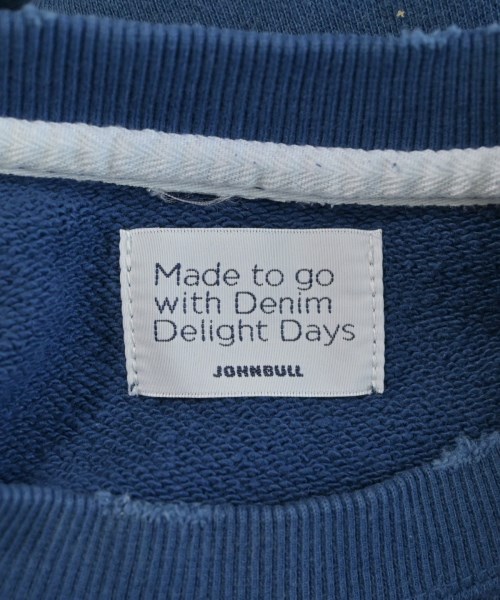 Made to go
with Denim
Delight Days
JOHNBULL